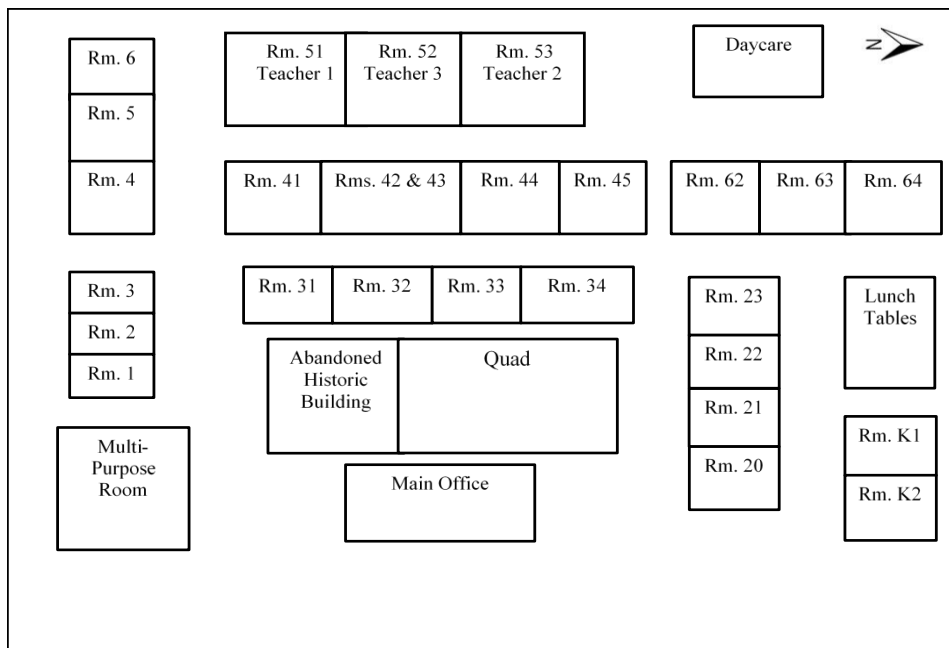 Rm. 6
Rm. 51
Teacher 1
Rm. 52
Teacher 3
Rm. 53
Teacher 2
Daycare
N
Rm. 5
Rm. 4
Rm. 41
Rms. 42 & 43
Rm. 44
Rm. 45
Rm. 62
Rm. 63
Rm. 64
Rm. 3
Rm. 2
Rm. 1
Rm. 31
Rm. 32
Rm. 33
Rm. 34
Rm. 23
Rm. 22
Rm. 21
Rm. 20
Lunch
Tables
Abandoned
Historic
Building
Quad
Rm. K1
Rm. K2
Multi-
Purpose
Room
Main Office